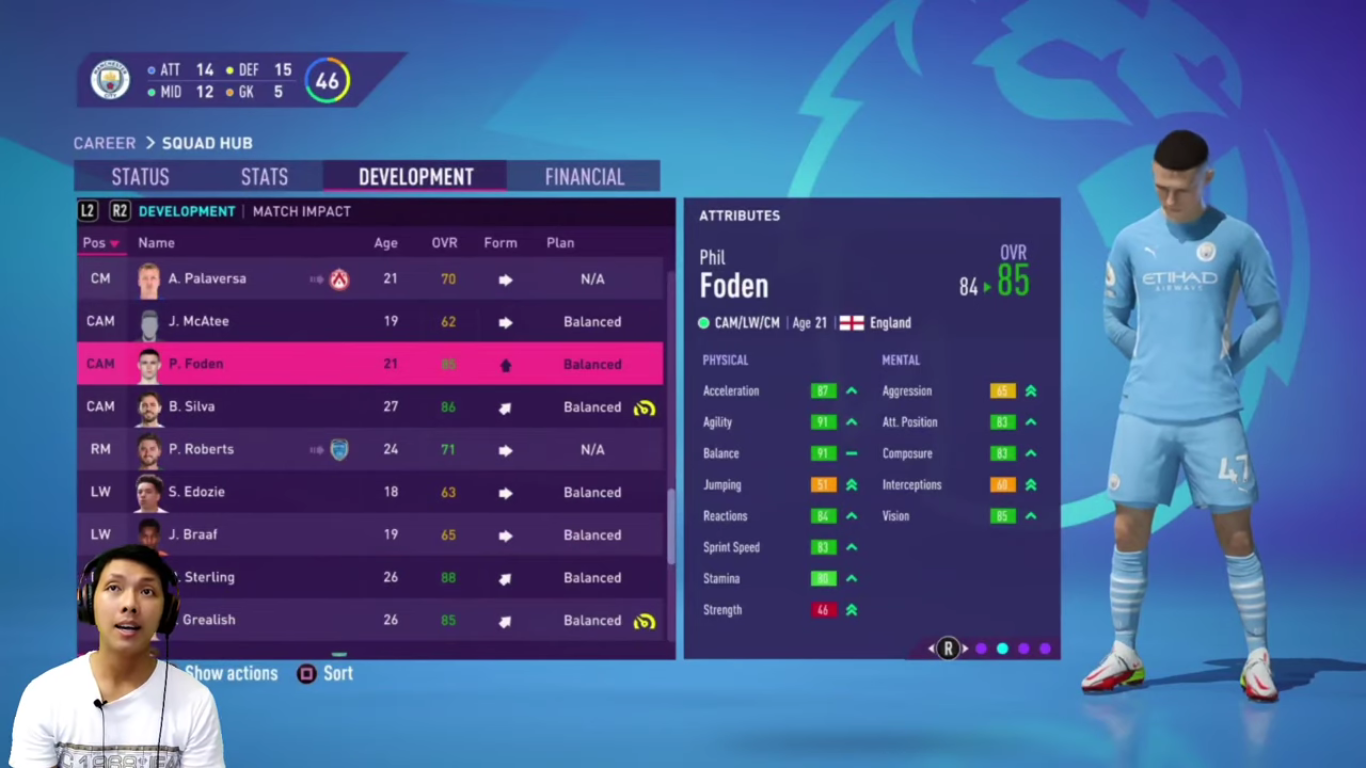 ATT 14 DEF 15
MID 12 GK 5
46
CAREER > SQUAD HUB
STATUS STATS DEVELOPMENT FINANCIAL
L2 R2 DEVELOPMENT | MATCH IMPACT
Pos Name Age OVR Form Plan
CM A. Palaversa 21 70 N/A
CAM J. McAtee 19 62 Balanced
CAM P. Foden 21 85 Balanced
CAM B. Silva 27 86 Balanced
RM P. Roberts 24 71 N/A
LW S. Edozie 18 63 Balanced
LW J. Braaf 19 65 Balanced
Sterling 26 88 Balanced
Grealish 26 85 Balanced
Show actions Sort
ATTRIBUTES
Phil
Foden
OVR
84 85
CAM/LW/CM | Age 21 | England
PHYSICAL MENTAL
Acceleration 87 Aggression 65
Agility 91 Att. Position 83
Balance 91 Composure 83
Jumping 51 Interceptions 60
Reactions 84 Vision 85
Sprint Speed 83
Stamina 80
Strength 46
R
ETIHAD
AIRWAYS
47